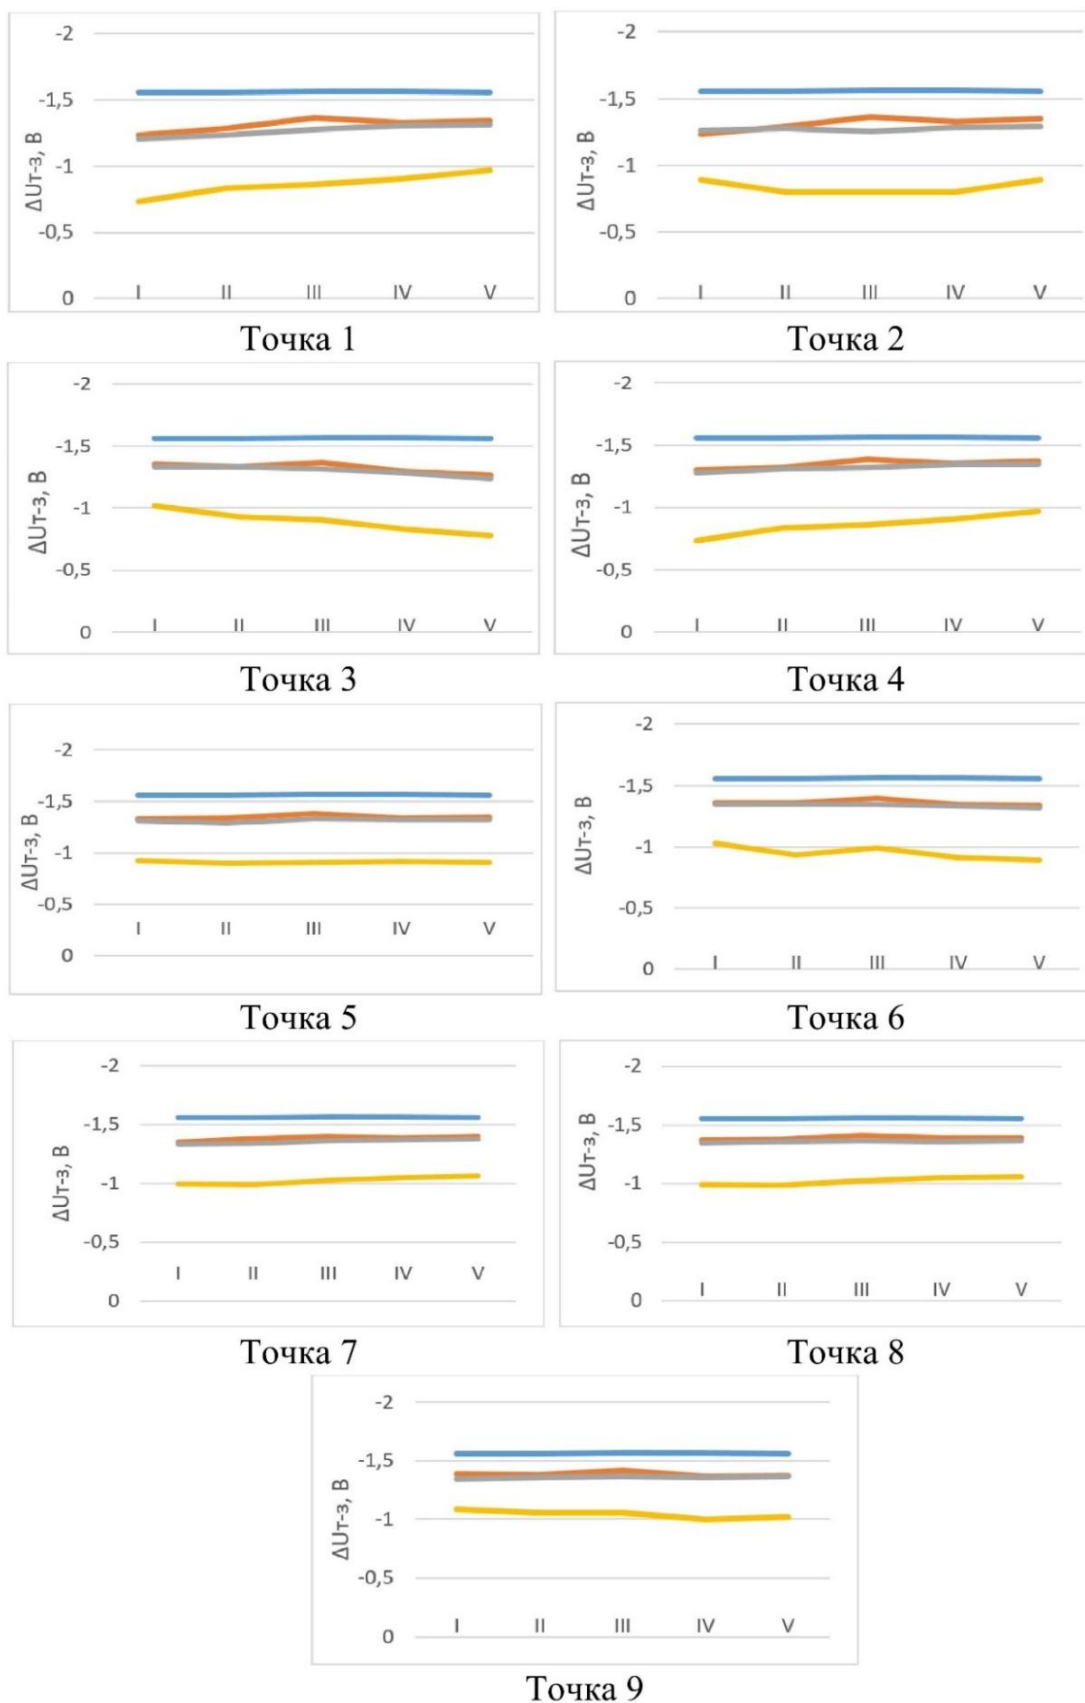 -2
-1,5
-1
-0,5
0
ΔUт-з, В
I II III IV V
Точка 1
-2
-1,5
-1
-0,5
0
ΔUт-з, В
I II III IV V
Точка 2
-2
-1,5
-1
-0,5
0
ΔUт-з, В
I II III IV V
Точка 3
-2
-1,5
-1
-0,5
0
ΔUт-з, В
I II III IV V
Точка 4
-2
-1,5
-1
-0,5
0
ΔUт-з, В
I II III IV V
Точка 5
-2
-1,5
-1
-0,5
0
ΔUт-з, В
I II III IV V
Точка 6
-2
-1,5
-1
-0,5
0
ΔUт-з, В
I II III IV V
Точка 7
-2
-1,5
-1
-0,5
0
ΔUт-з, В
I II III IV V
Точка 8
-2
-1,5
-1
-0,5
0
ΔUт-з, В
I II III IV V
Точка 9